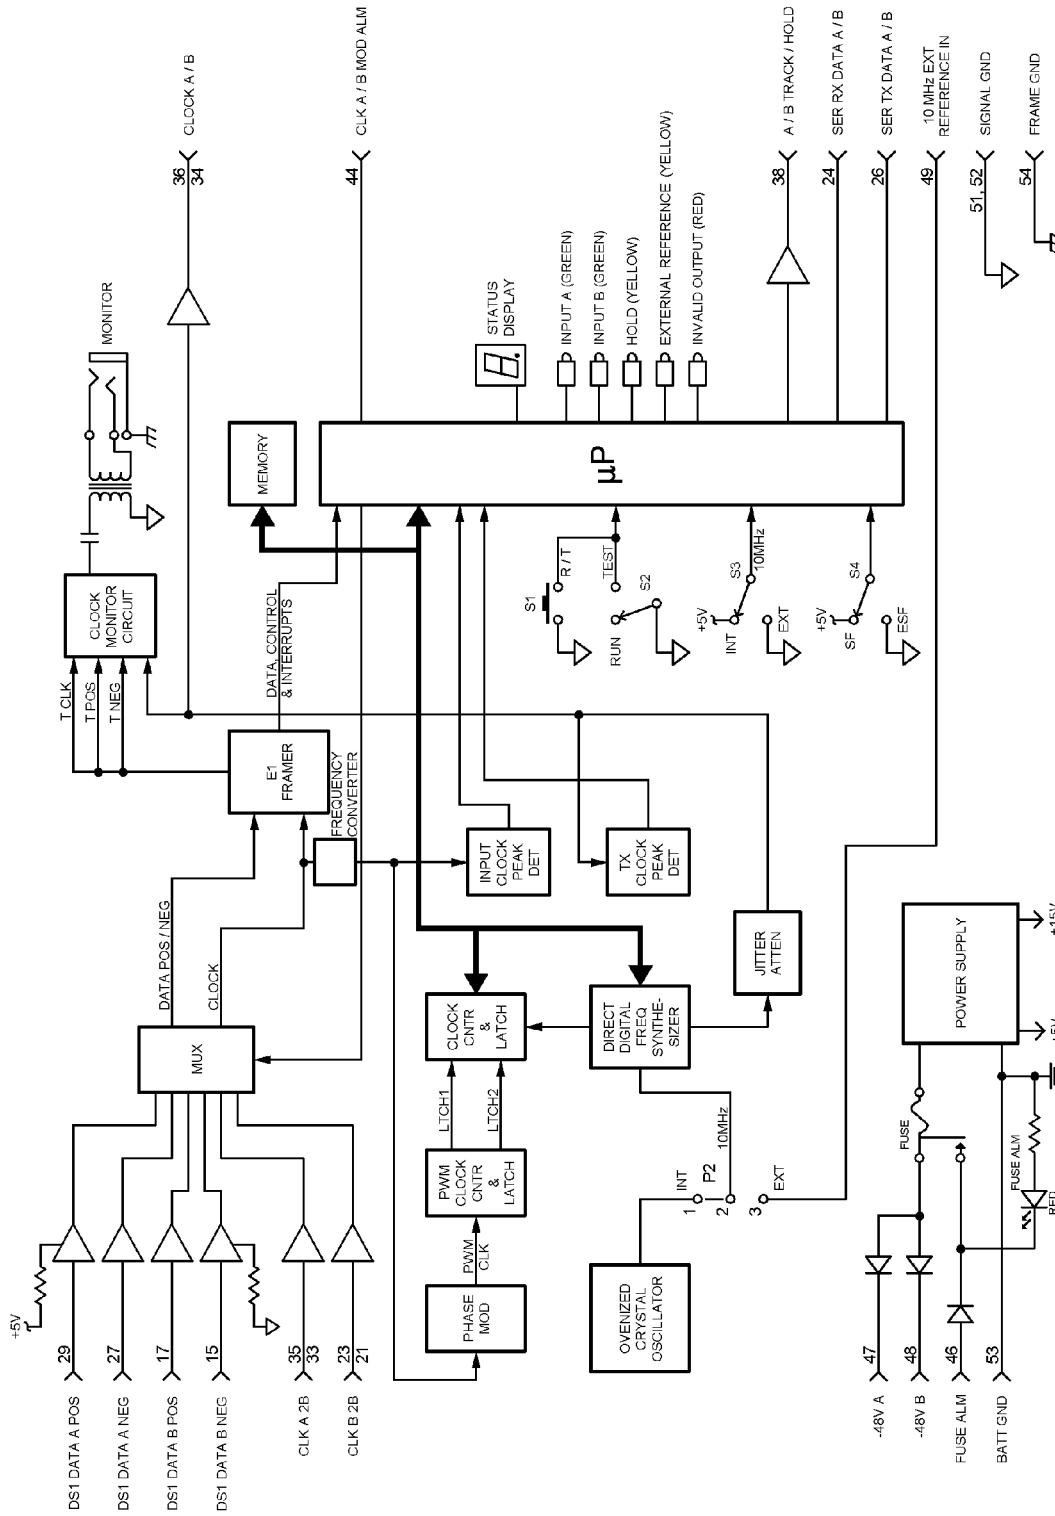 DS1 DATA A POS
29
+5V
DS1 DATA A NEG
27
DS1 DATA B POS
17
DS1 DATA B NEG
15
CLK A 2B
35
33
CLK B 2B
23
21
MUX
DATA POS / NEG
CLOCK
E1
FRAMER
FREQUENCY
CONVERTER
T CLK
T POS
T NEG
CLOCK
MONITOR
CIRCUIT
MONITOR
36
34
CLOCK A / B
DATA, CONTROL
& INTERRUPTS
MEMORY
44
CLK A / B MOD ALM
PHASE
MOD
PWM
CLK
PWM
CLOCK
CNTR
&
LATCH
LTCH1
LTCH2
CLOCK
CNTR
&
LATCH
INPUT
CLOCK
PEAK
DET
TX
CLOCK
PEAK
DET
OVENIZED
CRYSTAL
OSCILLATOR
INT
1
P2
2
3
EXT
10MHz
DIRECT
DIGITAL
FREQ
SYNTHE-
SIZER
JITTER
ATTEN
S1
R / T
TEST
RUN
S2
+5V
INT
S3
10MHz
EXT
+5V
SF
S4
ESF
µP
STATUS
DISPLAY
INPUT A (GREEN)
INPUT B (GREEN)
HOLD (YELLOW)
EXTERNAL REFERENCE (YELLOW)
INVALID OUTPUT (RED)
38
A / B TRACK / HOLD
24
SER RX DATA A / B
26
SER TX DATA A / B
49
10 MHz EXT
REFERENCE IN
51, 52
SIGNAL GND
54
FRAME GND
-48V A
47
-48V B
48
FUSE ALM
46
BATT GND
53
FUSE
FUSE ALM
RED
POWER SUPPLY
+5V
+15V